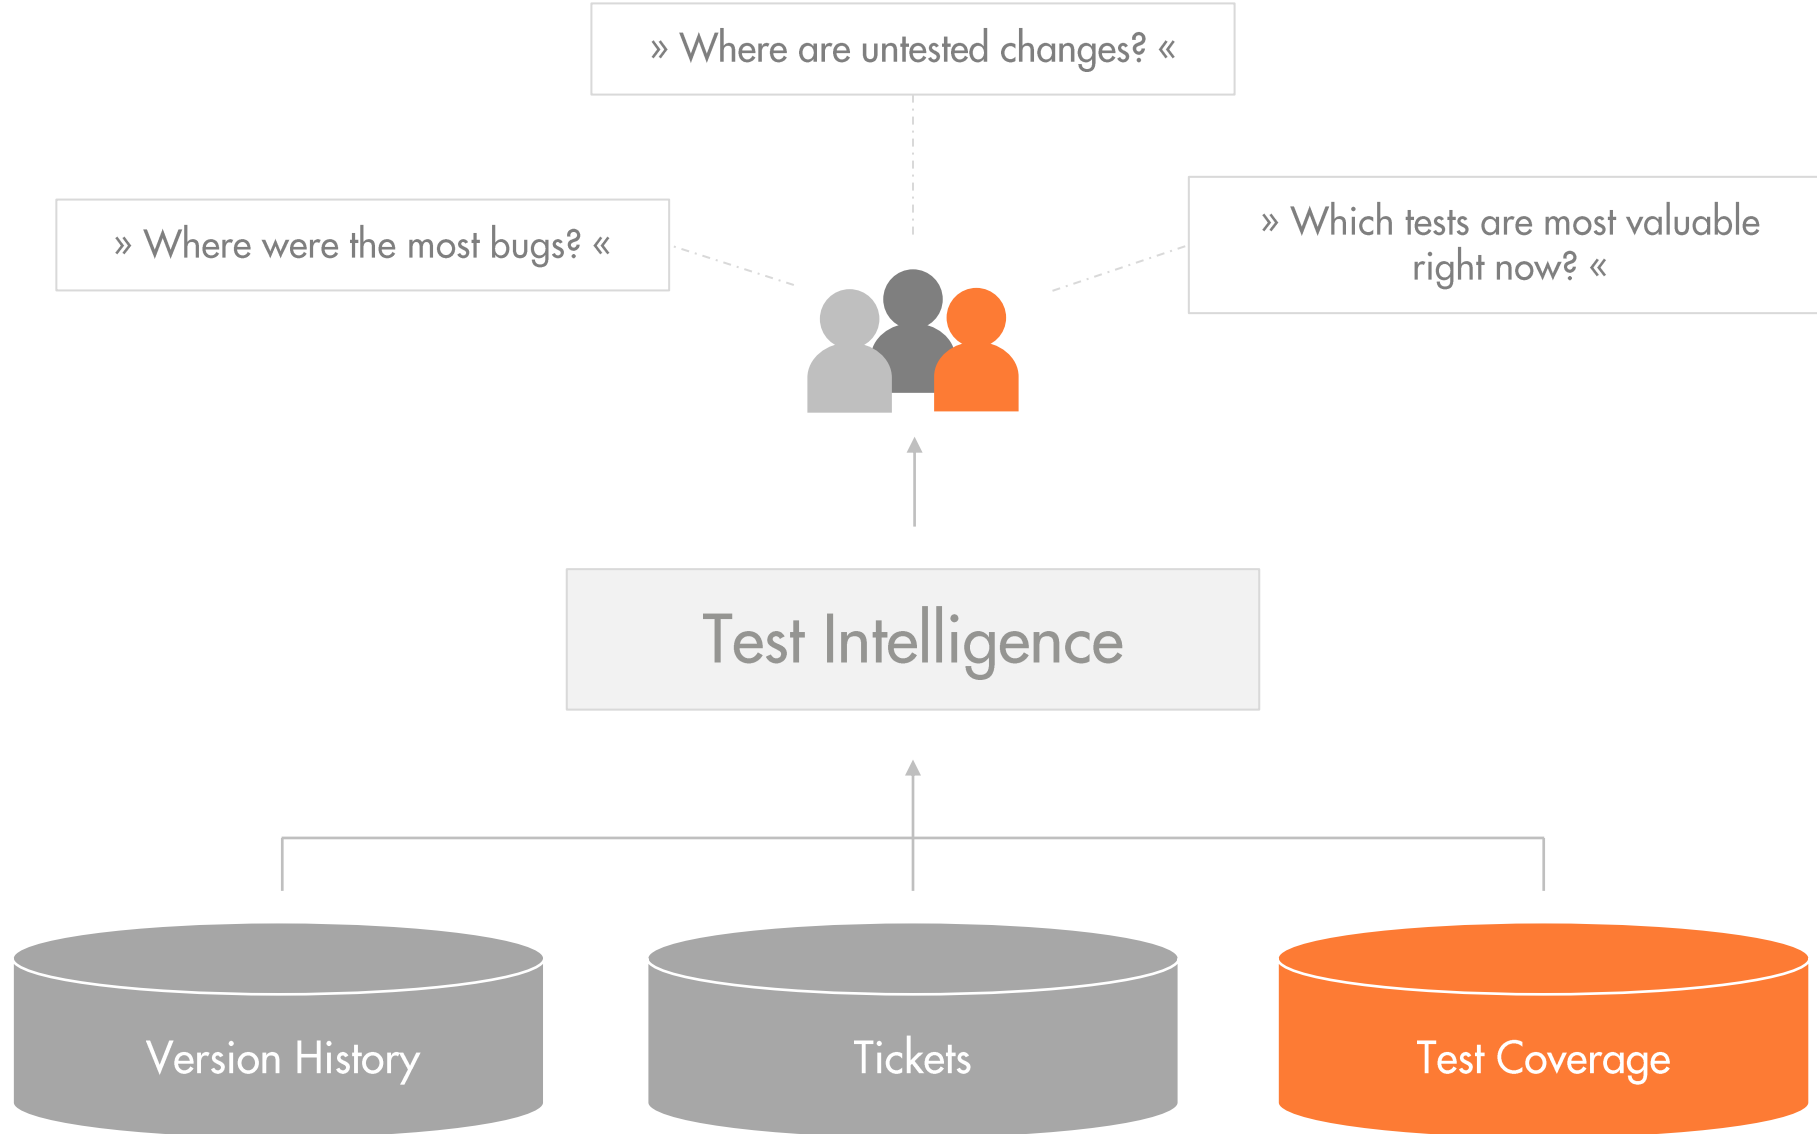 » Where are untested changes? «
» Where were the most bugs? «
» Which tests are most valuable
right now? «
Test Intelligence
Version History
Tickets
Test Coverage